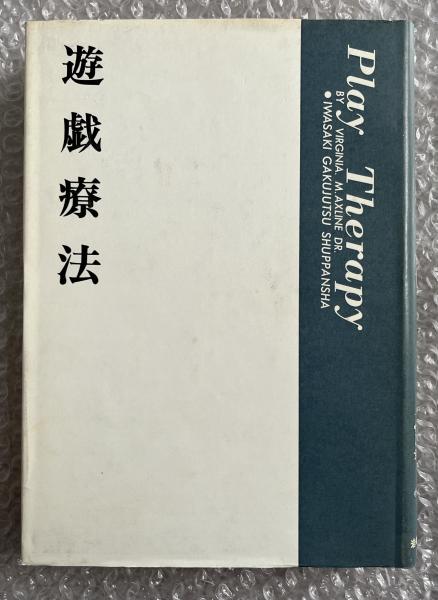 遊戯療法
Play Therapy
BY VIRGINIA M. AXLINE DR.
●IWASAKI GAKUJUTSU SHUPPANSHA